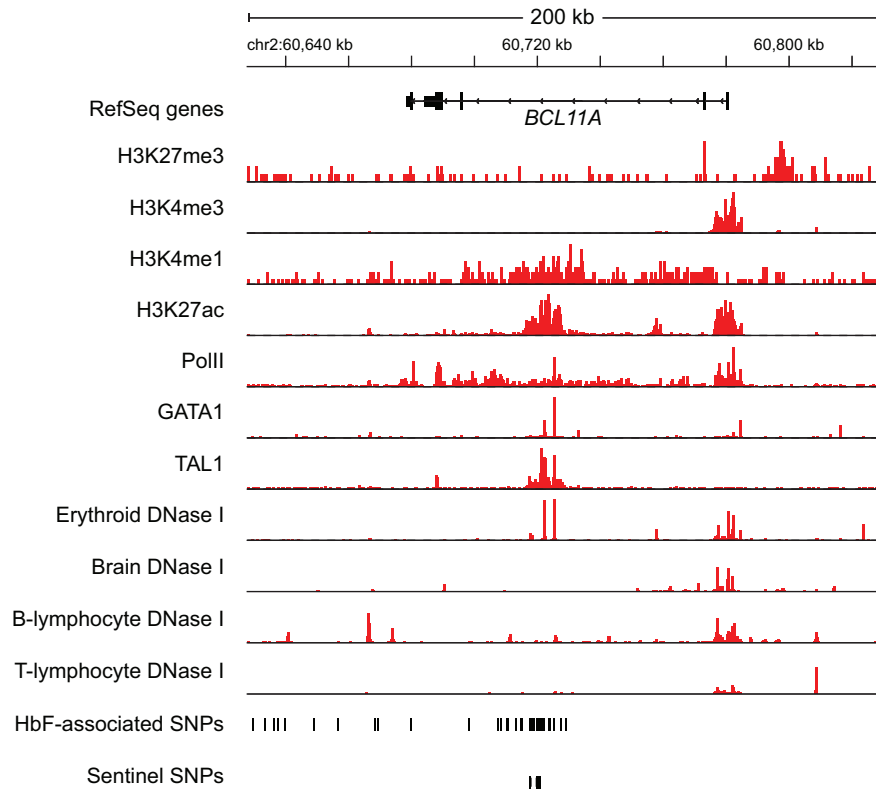 200 kb
chr2:60,640 kb 60,720 kb 60,800 kb
RefSeq genes
BCL11A
H3K27me3
H3K4me3
H3K4me1
H3K27ac
PolII
GATA1
TAL1
Erythroid DNase I
Brain DNase I
B-lymphocyte DNase I
T-lymphocyte DNase I
HbF-associated SNPs
Sentinel SNPs